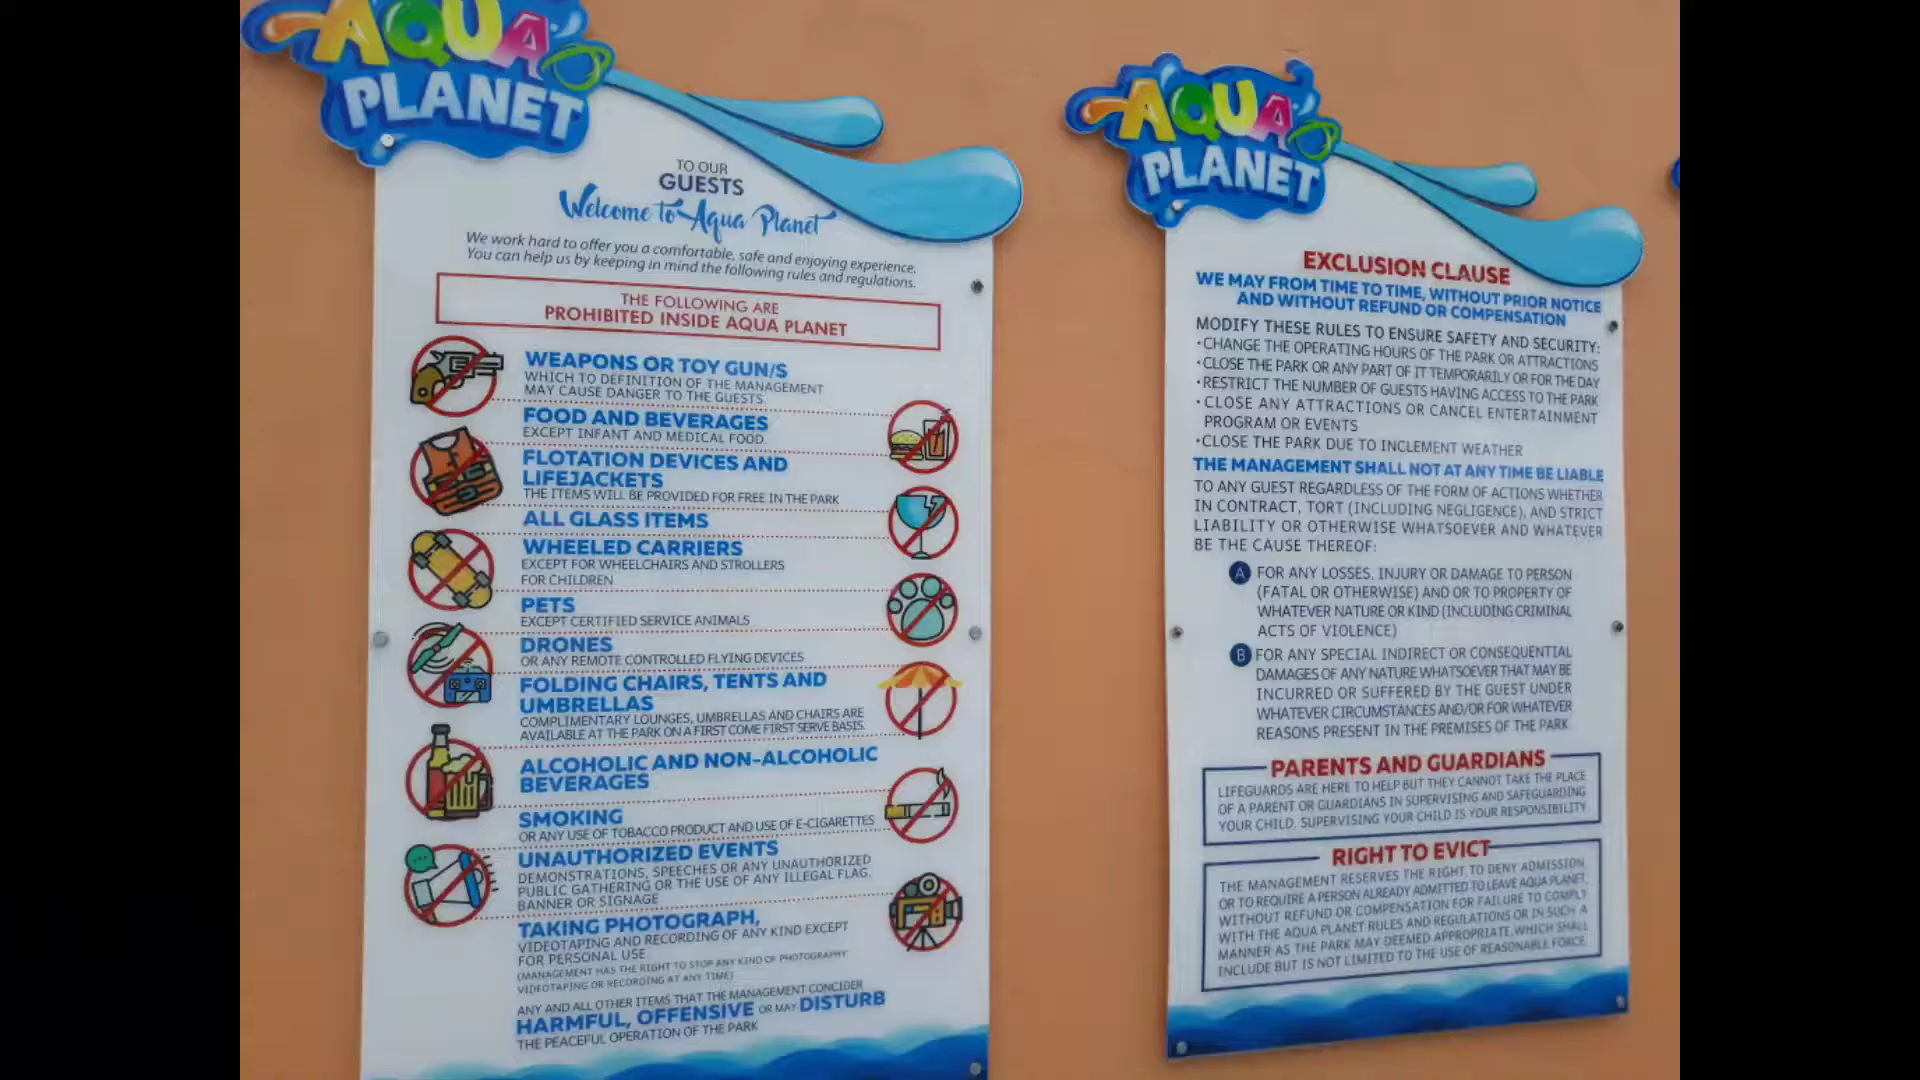 AQUA
PLANET
TO OUR
GUESTS
Welcome to Aqua Planet
We work hard to offer you a comfortable, safe and enjoying experience.
You can help us by keeping in mind the following rules and regulations.
THE FOLLOWING ARE
PROHIBITED INSIDE AQUA PLANET
WEAPONS OR TOY GUN/S
WHICH TO DEFINITION OF THE MANAGEMENT
MAY CAUSE DANGER TO THE GUESTS.
FOOD AND BEVERAGES
EXCEPT INFANT AND MEDICAL FOOD
FLOTATION DEVICES AND
LIFEJACKETS
THE ITEMS WILL BE PROVIDED FOR FREE IN THE PARK
ALL GLASS ITEMS
WHEELED CARRIERS
EXCEPT FOR WHEELCHAIRS AND STROLLERS
FOR CHILDREN
PETS
EXCEPT CERTIFIED SERVICE ANIMALS
DRONES
OR ANY REMOTE CONTROLLED FLYING DEVICES
FOLDING CHAIRS, TENTS AND
UMBRELLAS
COMPLIMENTARY LOUNGES, UMBRELLAS AND CHAIRS ARE
AVAILABLE AT THE PARK ON A FIRST COME FIRST SERVE BASIS.
ALCOHOLIC AND NON-ALCOHOLIC
BEVERAGES
SMOKING
OR ANY USE OF TOBACCO PRODUCT AND USE OF E-CIGARETTES
UNAUTHORIZED EVENTS
DEMONSTRATIONS, SPEECHES OR ANY UNAUTHORIZED
PUBLIC GATHERING OR THE USE OF ANY ILLEGAL FLAG,
BANNER OR SIGNAGE
TAKING PHOTOGRAPH,
VIDEOTAPING AND RECORDING OF ANY KIND EXCEPT
FOR PERSONAL USE
(MANAGEMENT HAS THE RIGHT TO STOP ANY KIND OF PHOTOGRAPHY
VIDEOTAPING OR RECORDING AT ANY TIME)
ANY AND ALL OTHER ITEMS THAT THE MANAGEMENT CONCIDER
HARMFUL, OFFENSIVE OR MAY DISTURB
THE PEACEFUL OPERATION OF THE PARK
AQUA
PLANET
EXCLUSION CLAUSE
WE MAY FROM TIME TO TIME, WITHOUT PRIOR NOTICE
AND WITHOUT REFUND OR COMPENSATION
MODIFY THESE RULES TO ENSURE SAFETY AND SECURITY:
•CHANGE THE OPERATING HOURS OF THE PARK OR ATTRACTIONS
•CLOSE THE PARK OR ANY PART OF IT TEMPORARILY OR FOR THE DAY
•RESTRICT THE NUMBER OF GUESTS HAVING ACCESS TO THE PARK
•CLOSE ANY ATTRACTIONS OR CANCEL ENTERTAINMENT
PROGRAM OR EVENTS
•CLOSE THE PARK DUE TO INCLEMENT WEATHER
THE MANAGEMENT SHALL NOT AT ANY TIME BE LIABLE
TO ANY GUEST REGARDLESS OF THE FORM OF ACTIONS WHETHER
IN CONTRACT, TORT (INCLUDING NEGLIGENCE), AND STRICT
LIABILITY OR OTHERWISE WHATSOEVER AND WHATEVER
BE THE CAUSE THEREOF:
A FOR ANY LOSSES, INJURY OR DAMAGE TO PERSON
(FATAL OR OTHERWISE) AND OR TO PROPERTY OF
WHATEVER NATURE OR KIND (INCLUDING CRIMINAL
ACTS OF VIOLENCE)
B FOR ANY SPECIAL INDIRECT OR CONSEQUENTIAL
DAMAGES OF ANY NATURE WHATSOEVER THAT MAY BE
INCURRED OR SUFFERED BY THE GUEST UNDER
WHATEVER CIRCUMSTANCES AND/OR FOR WHATEVER
REASONS PRESENT IN THE PREMISES OF THE PARK
PARENTS AND GUARDIANS
LIFEGUARDS ARE HERE TO HELP BUT THEY CANNOT TAKE THE PLACE
OF A PARENT OR GUARDIANS IN SUPERVISING AND SAFEGUARDING
YOUR CHILD. SUPERVISING YOUR CHILD IS YOUR RESPONSIBILITY
RIGHT TO EVICT
THE MANAGEMENT RESERVES THE RIGHT TO DENY ADMISSION
OR TO REQUIRE A PERSON ALREADY ADMITTED TO LEAVE AQUA PLANET,
WITHOUT REFUND OR COMPENSATION FOR FAILURE TO COMPLY
WITH THE AQUA PLANET RULES AND REGULATIONS OR IN SUCH A
MANNER AS THE PARK MAY DEEMED APPROPRIATE WHICH SHALL
INCLUDE BUT IS NOT LIMITED TO THE USE OF REASONABLE FORCE.